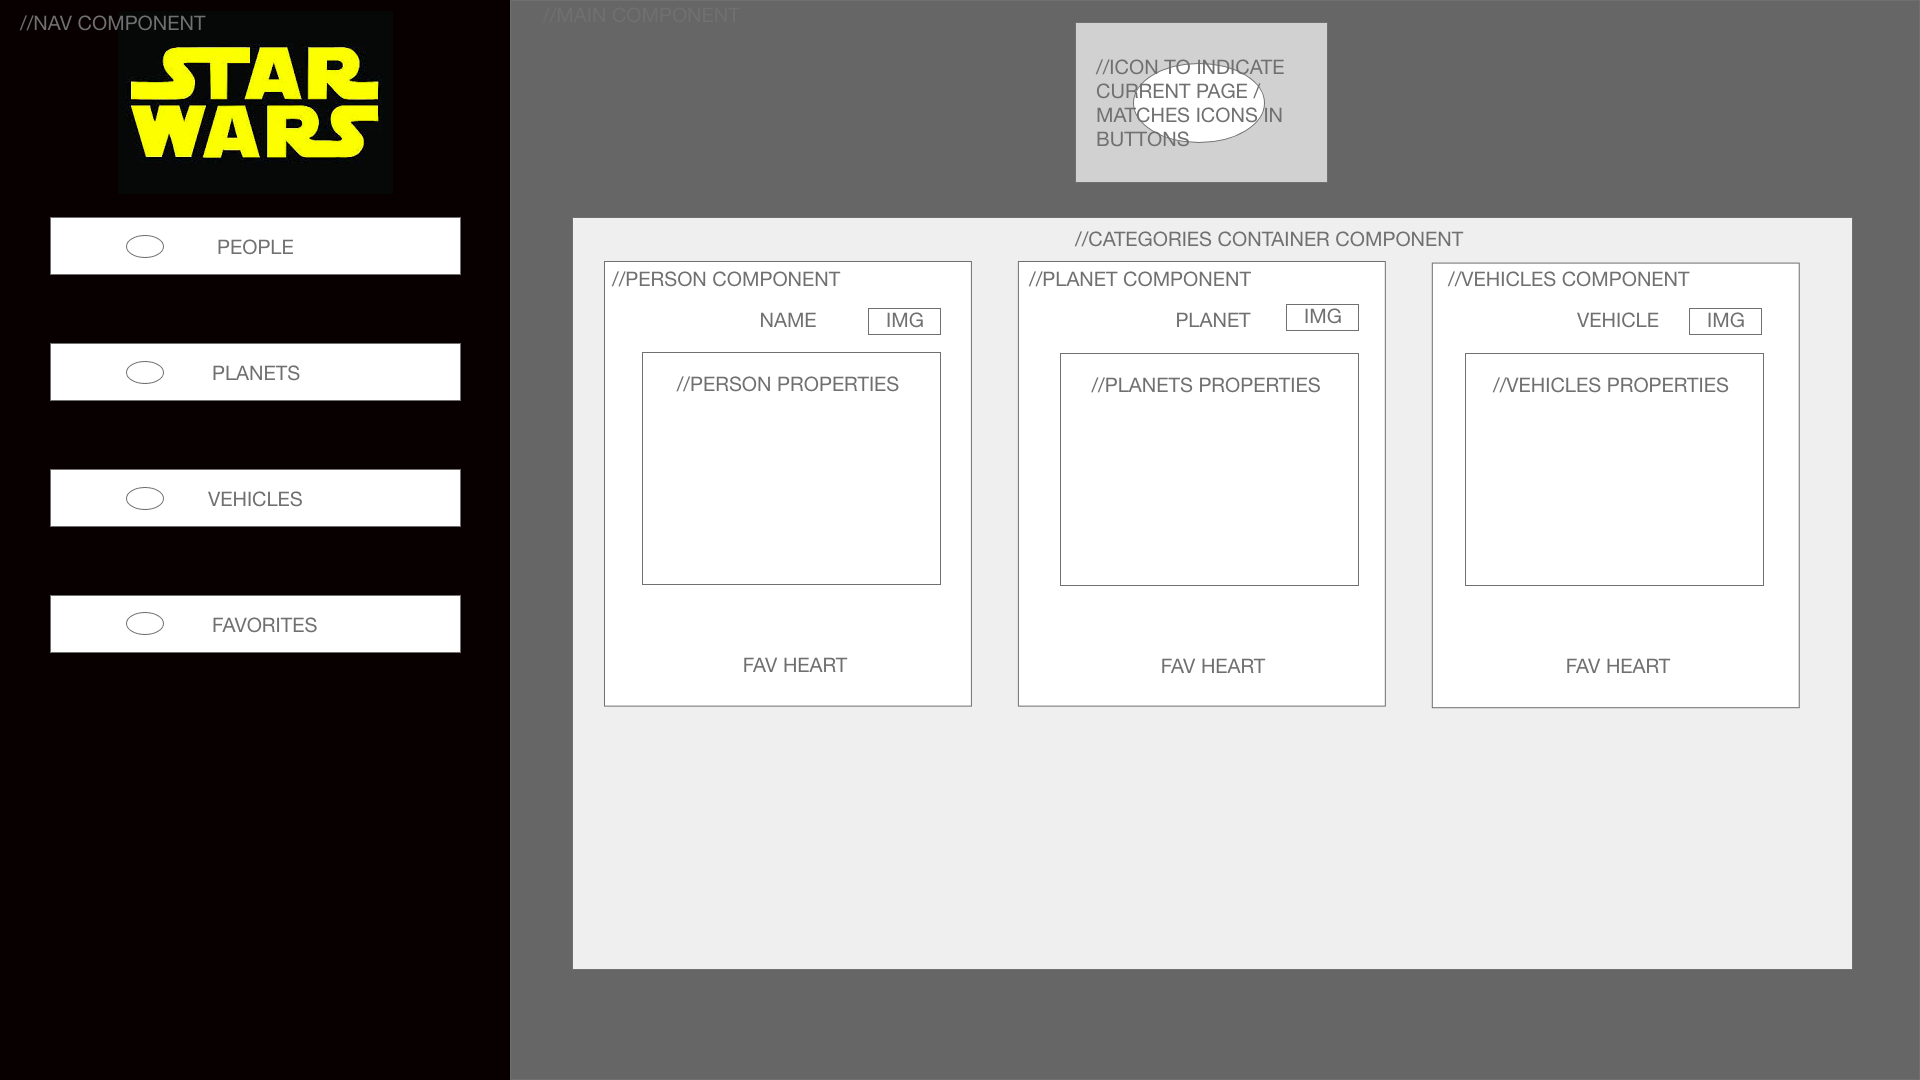 //NAV COMPONENT
STAR
WARS
PEOPLE
PLANETS
VEHICLES
FAVORITES
//MAIN COMPONENT
//ICON TO INDICATE
CURRENT PAGE /
MATCHES ICONS IN
BUTTONS
//CATEGORIES CONTAINER COMPONENT
//PERSON COMPONENT
NAME
IMG
//PERSON PROPERTIES
FAV HEART
//PLANET COMPONENT
PLANET
IMG
//PLANETS PROPERTIES
FAV HEART
//VEHICLES COMPONENT
VEHICLE
IMG
//VEHICLES PROPERTIES
FAV HEART